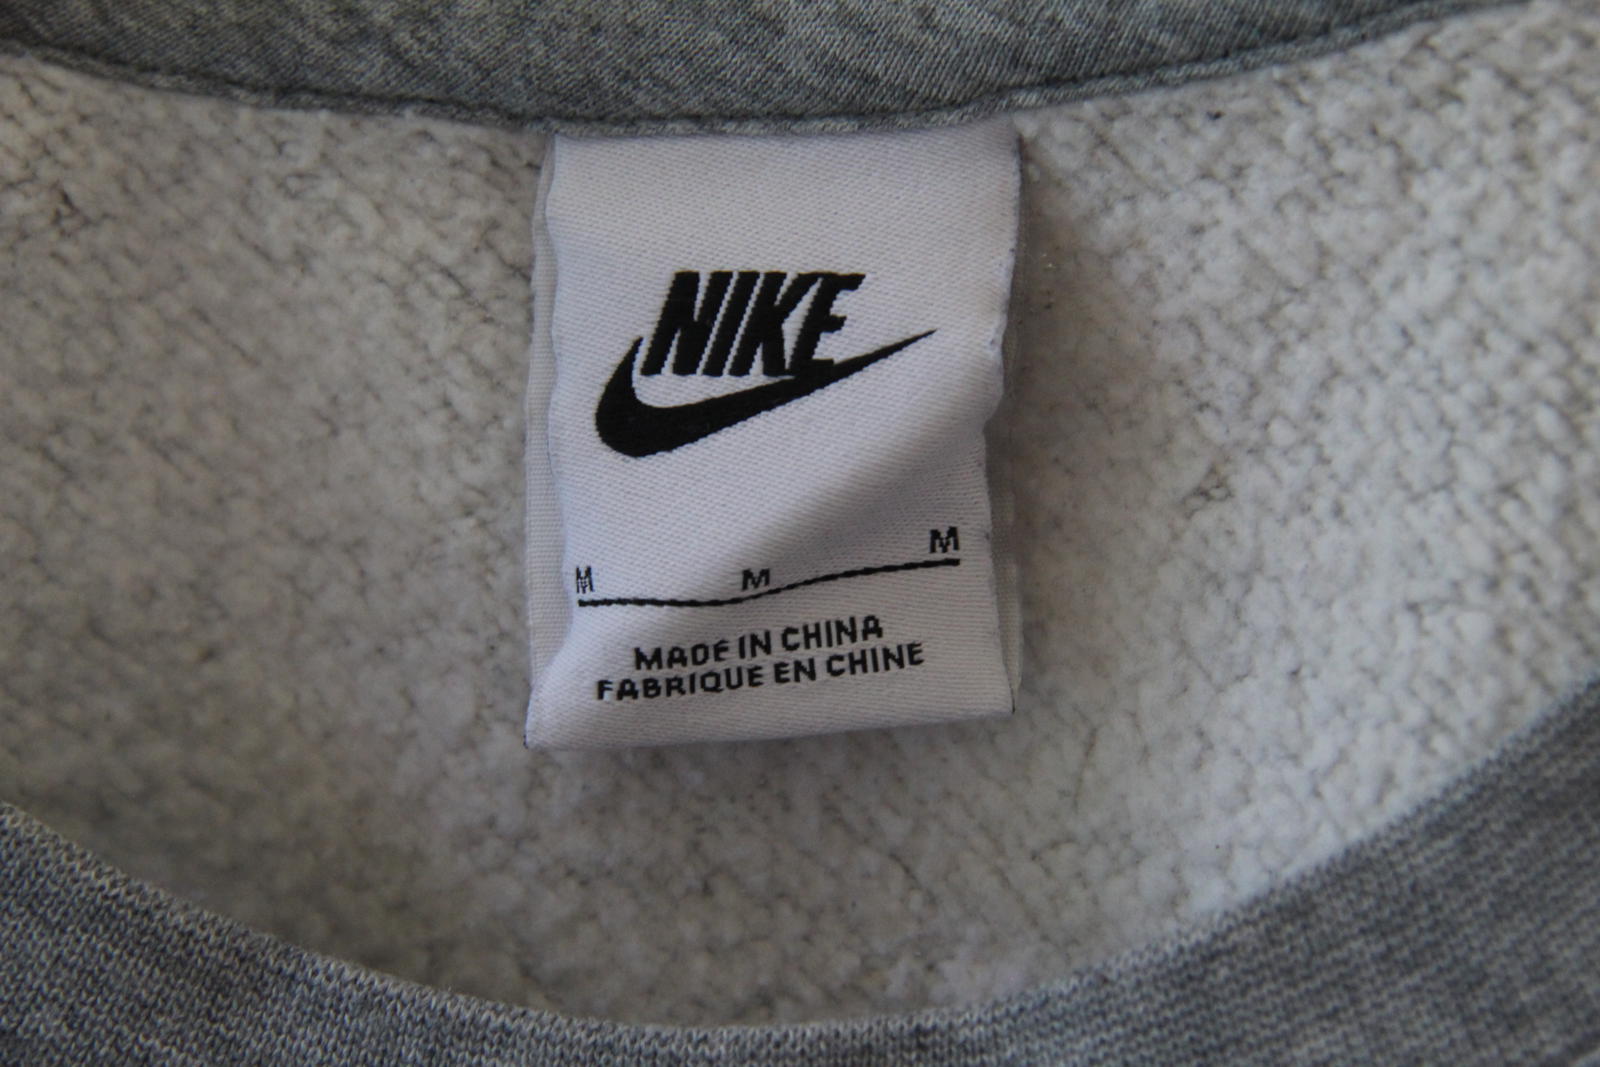 NIKE
M M M
MADE IN CHINA
FABRIQUE EN CHINE